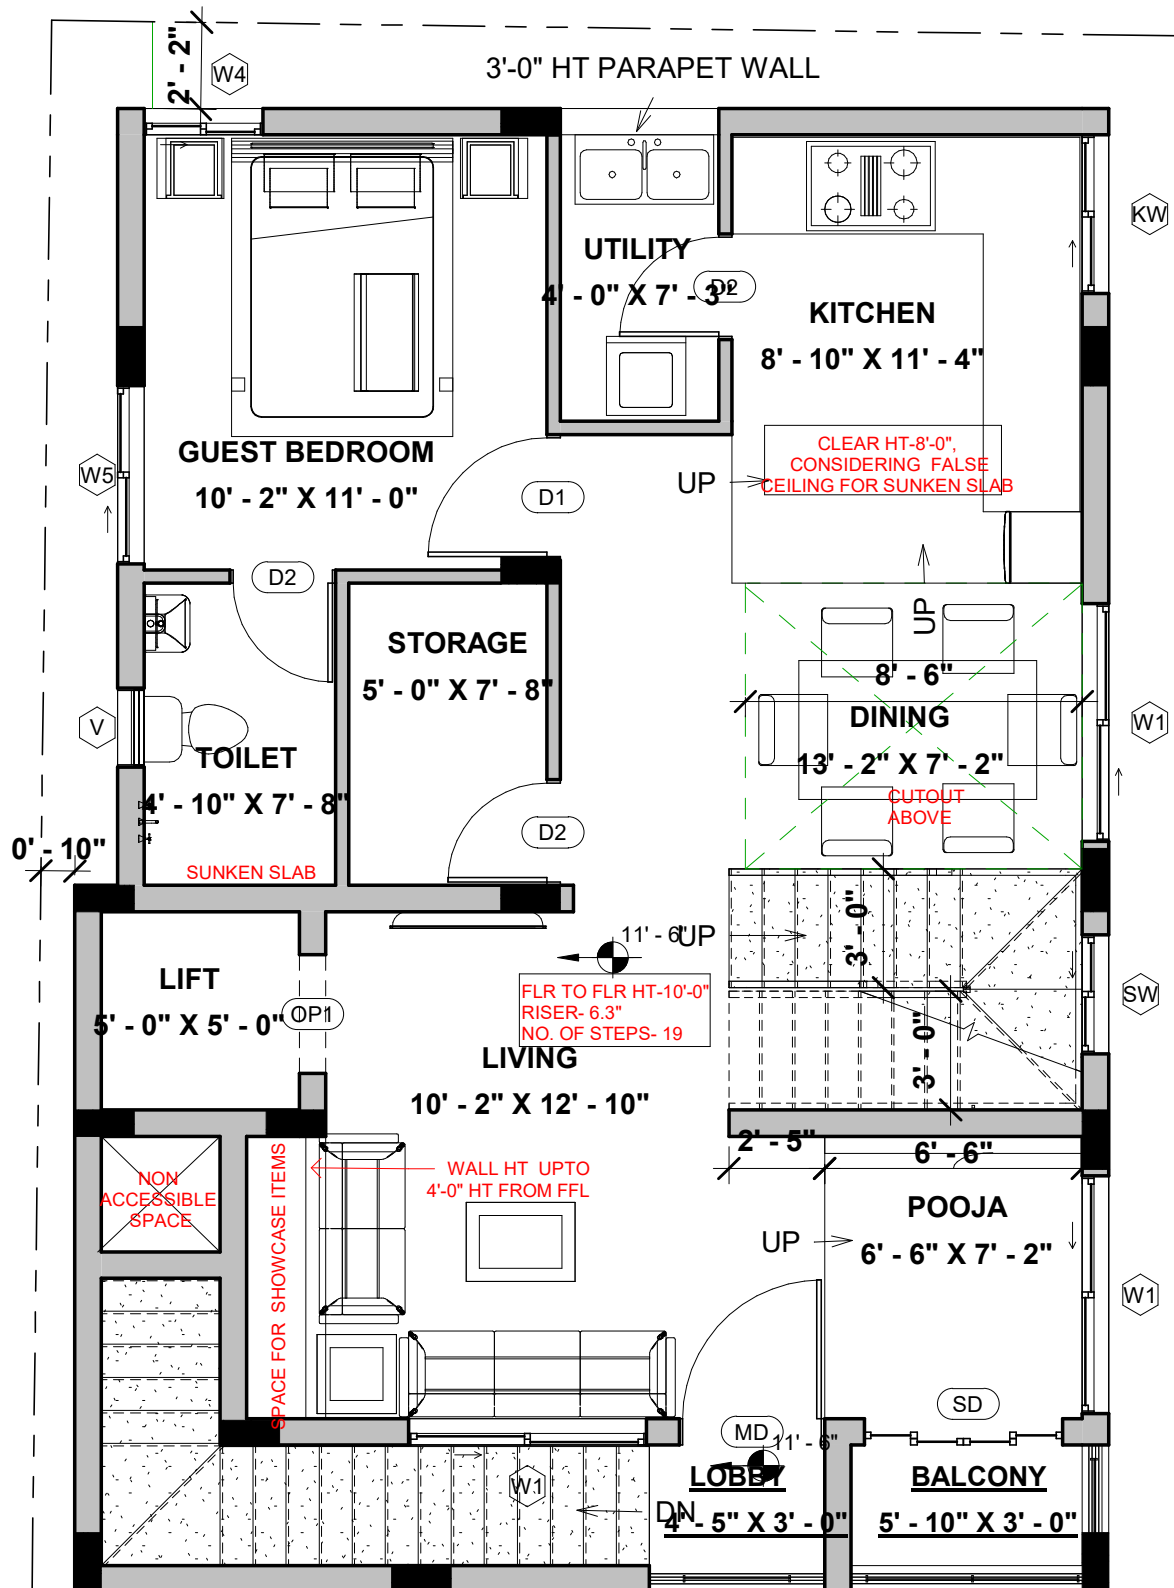 2' - 2"
W4
3'-0" HT PARAPET WALL
KW
UTILITY
4' - 0" X 7' - 3"
D2
KITCHEN
8' - 10" X 11' - 4"
CLEAR HT-8'-0",
CONSIDERING FALSE
CEILING FOR SUNKEN SLAB
UP
GUEST BEDROOM
10' - 2" X 11' - 0"
W5
D1
D2
UP
STORAGE
5' - 0" X 7' - 8"
8' - 6"
DINING
13' - 2" X 7' - 2"
CUTOUT
ABOVE
W1
V
TOILET
4' - 10" X 7' - 8"
D2
0' - 10"
SUNKEN SLAB
11' - 6"
UP
3' - 0"
LIFT
5' - 0" X 5' - 0"
OP1
FLR TO FLR HT-10'-0"
RISER- 6.3"
NO. OF STEPS- 19
SW
3' - 0"
LIVING
10' - 2" X 12' - 10"
2' - 5"
6' - 6"
NON
ACCESSIBLE
SPACE
SPACE FOR SHOWCASE ITEMS
WALL HT UPTO
4'-0" HT FROM FFL
POOJA
6' - 6" X 7' - 2"
UP
W1
SD
MD
11' - 6"
LOBBY
4' - 5" X 3' - 0"
BALCONY
5' - 10" X 3' - 0"
W1
DN